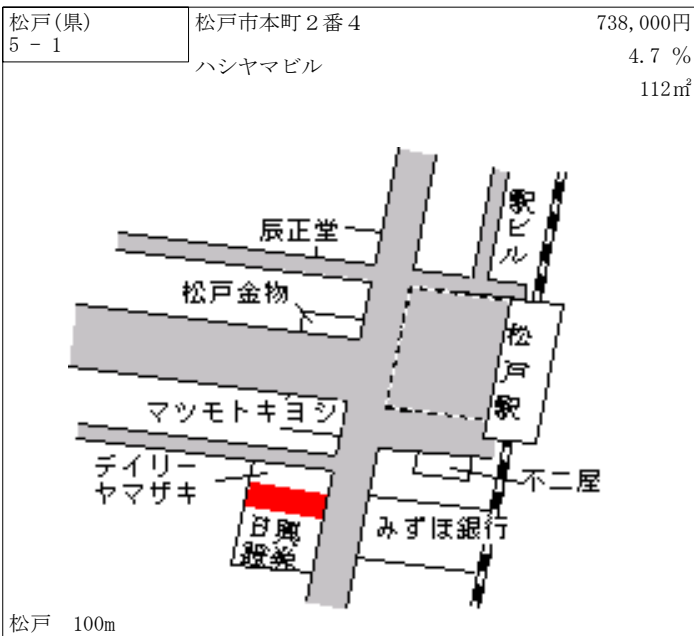 松戸(県)
5 - 1
松戸市本町２番４
ハシヤマビル
738,000円
4.7 %
112㎡
駅ビル
辰正堂
松戸金物
松戸駅
マツモトキヨシ
デイリー
ヤマザキ
不二屋
みずほ銀行
日興
證券
松戸 100m